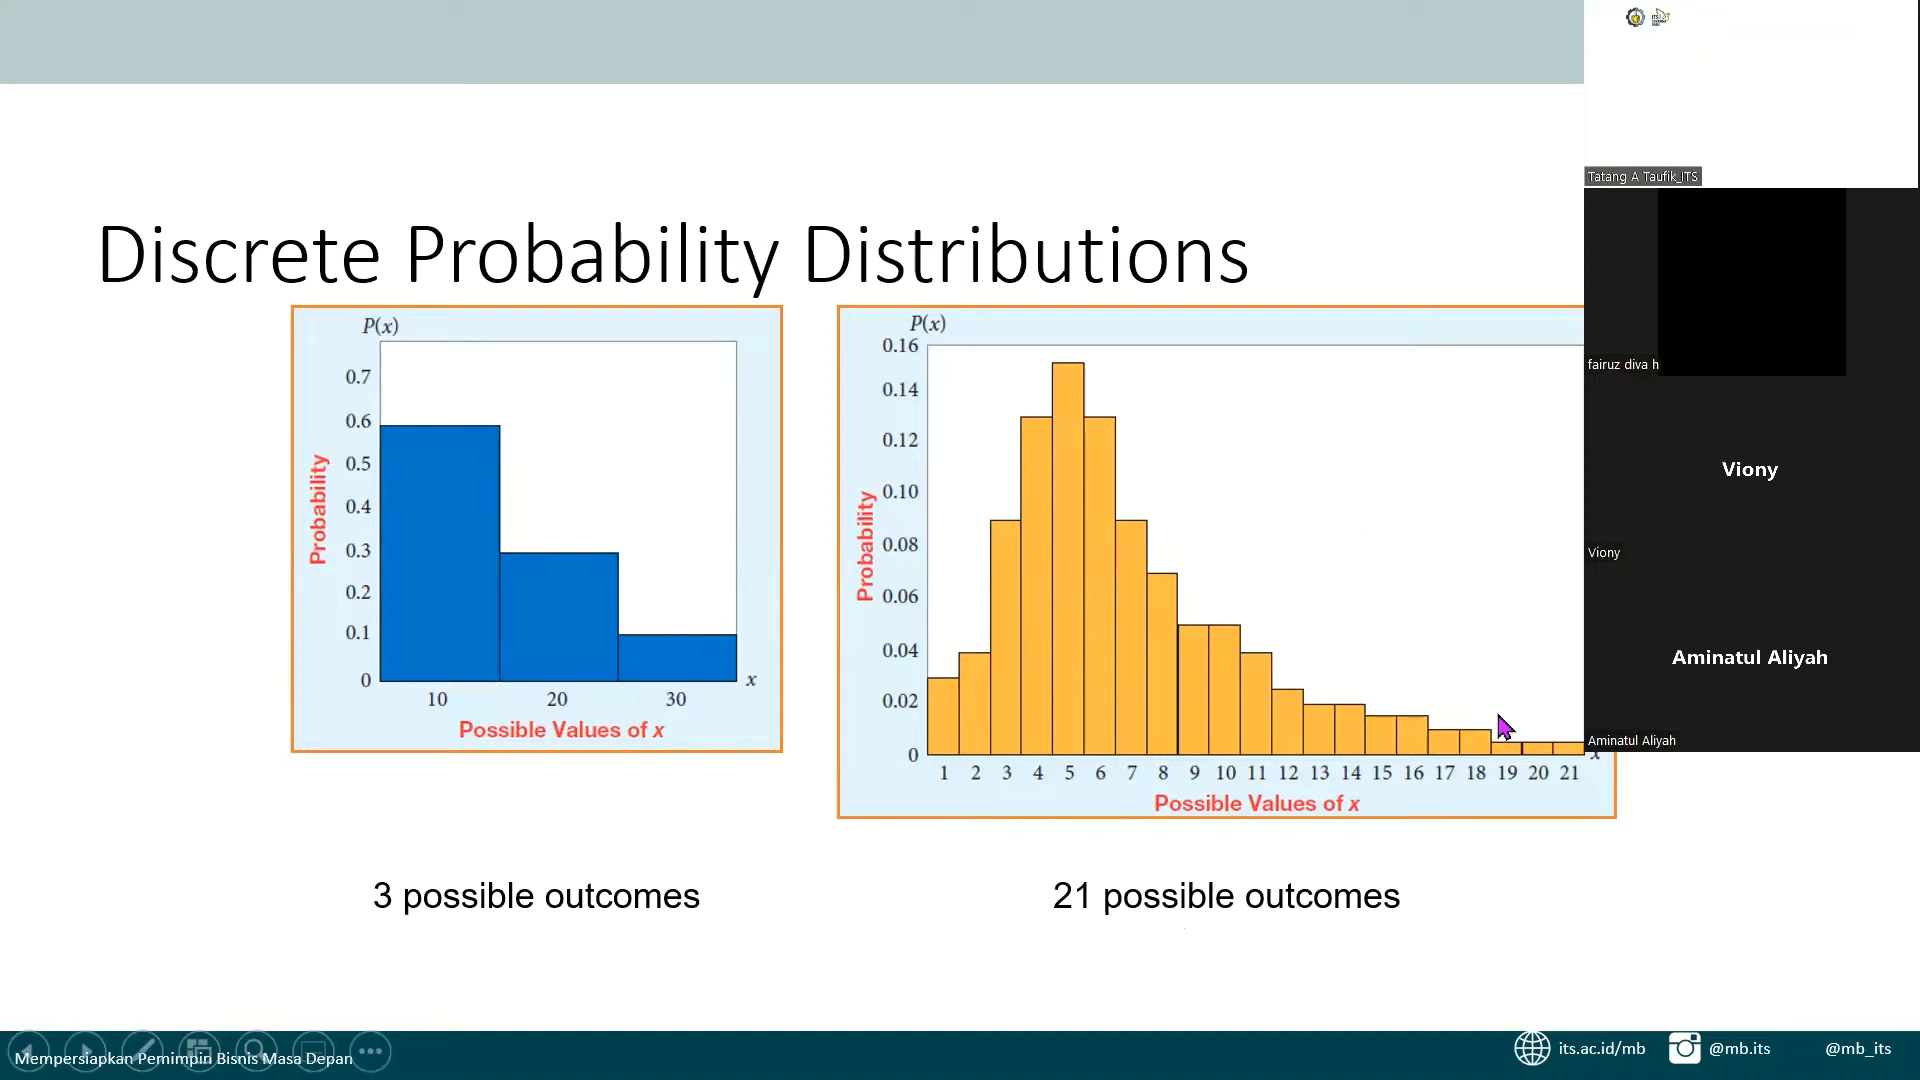 Discrete Probability Distributions
P(x)
0.7
0.6
0.5
0.4
0.3
0.2
0.1
0
Probability
10 20 30
x
Possible Values of x
3 possible outcomes
P(x)
0.16
0.14
0.12
0.10
0.08
0.06
0.04
0.02
0
Probability
1 2 3 4 5 6 7 8 9 10 11 12 13 14 15 16 17 18 19 20 21
x
Possible Values of x
21 possible outcomes
Tatang A Taufik_ITS
fairuz diva h
Viony
Viony
Aminatul Aliyah
Aminatul Aliyah
Mempersiapkan Pemimpin Bisnis Masa Depan
its.ac.id/mb
@mb.its
@mb_its